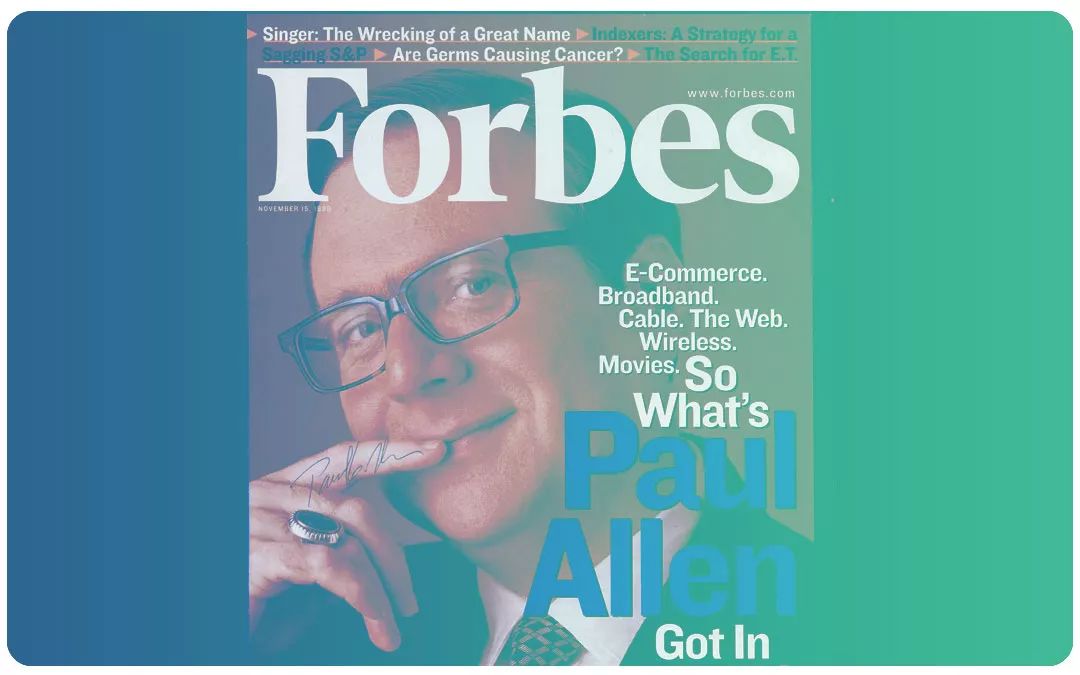 Singer: The Wrecking of a Great Name Indexers: A Strategy for a
Sagging S&P Are Germs Causing Cancer? The Search for E.T.
www.forbes.com
Forbes
NOVEMBER 15, 1999
E-Commerce.
Broadband.
Cable. The Web.
Wireless.
Movies. So
What's
Paul
Allen
Got In